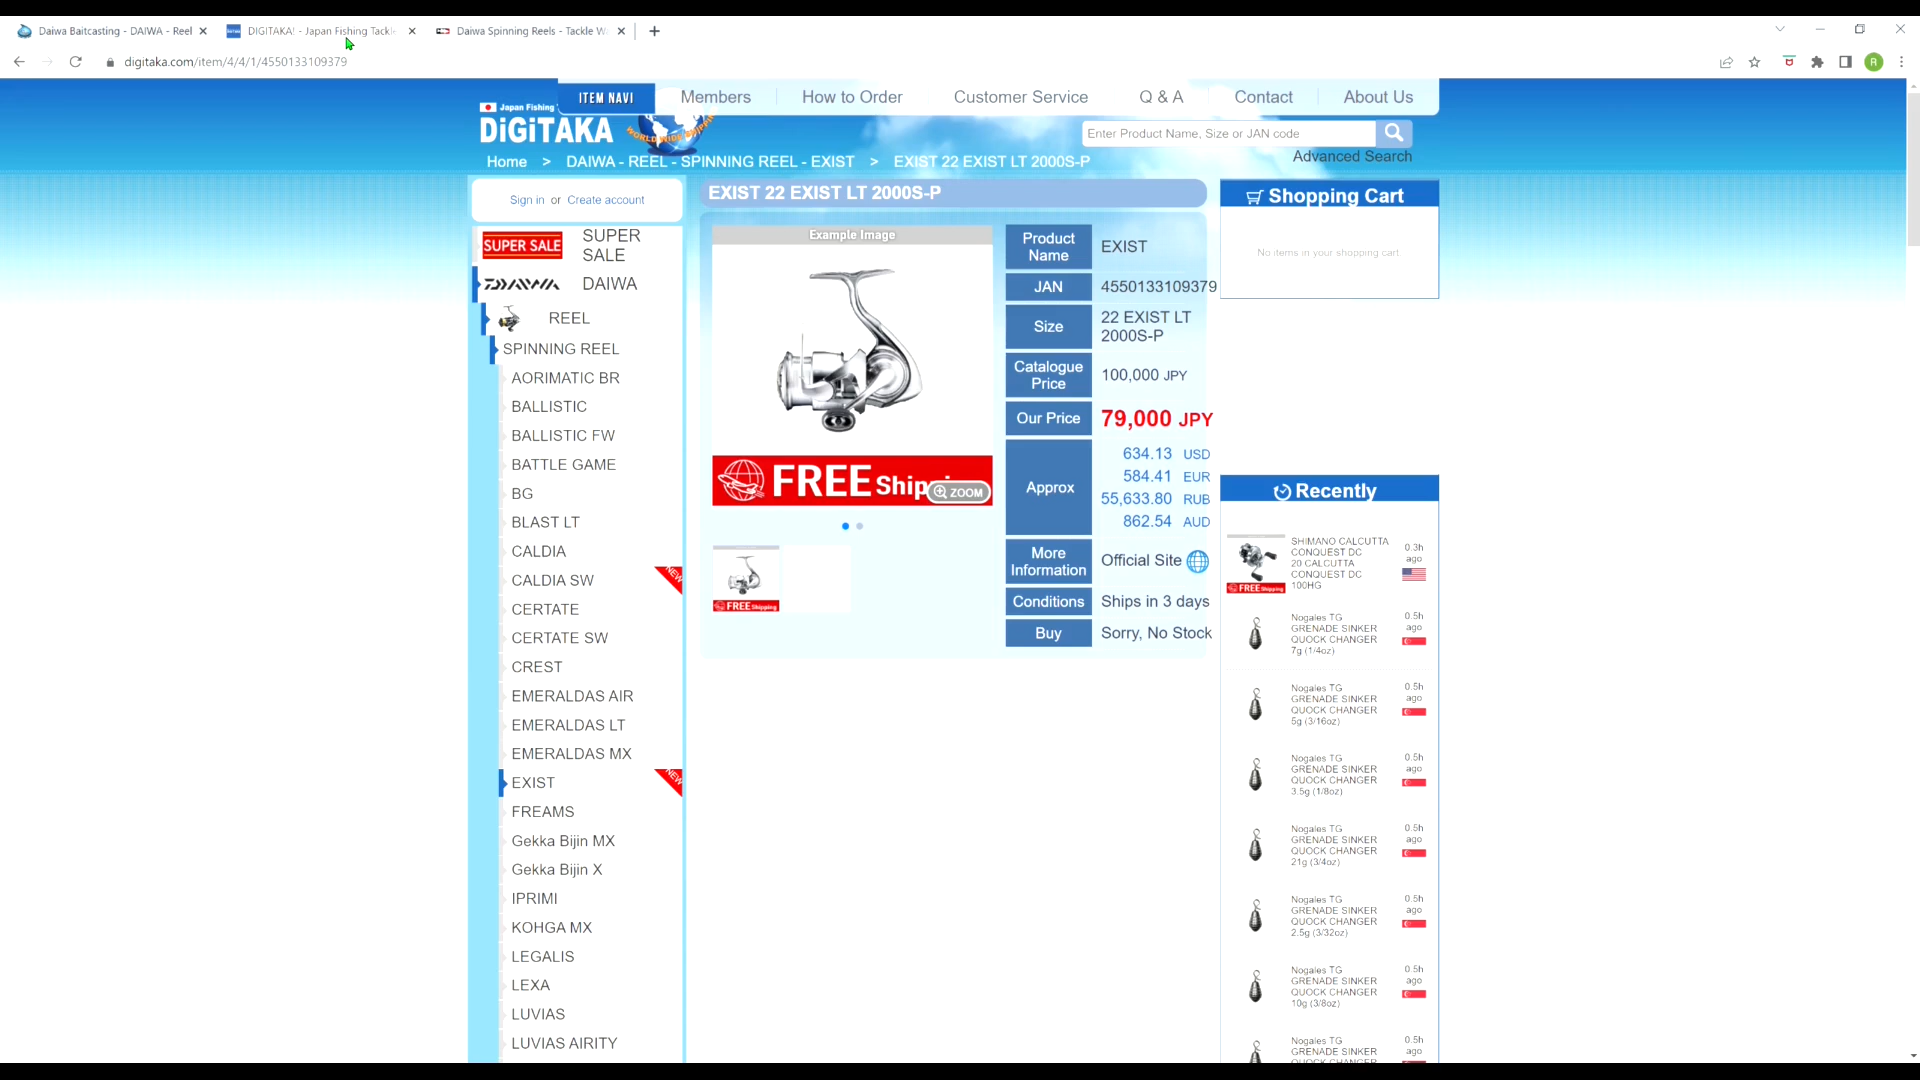 Daiwa Baitcasting - DAIWA - Reel
DIGITAKA! - Japan Fishing Tackl
Daiwa Spinning Reels - Tackle W
digitaka.com/item/4/4/1/4550133109379
R
ITEM NAVI
Members
How to Order
Customer Service
Q & A
Contact
About Us
Japan Fishing
DiGiTAKA
WORLD WIDE SHIPPING
Enter Product Name, Size or JAN code
Advanced Search
Home > DAIWA - REEL - SPINNING REEL - EXIST > EXIST 22 EXIST LT 2000S-P
Sign in or Create account
SUPER SALE
SUPER
SALE
DAIWA
DAIWA
REEL
SPINNING REEL
AORIMATIC BR
BALLISTIC
BALLISTIC FW
BATTLE GAME
BG
BLAST LT
CALDIA
CALDIA SW
NEW
CERTATE
CERTATE SW
CREST
EMERALDAS AIR
EMERALDAS LT
EMERALDAS MX
EXIST
NEW
FREAMS
Gekka Bijin MX
Gekka Bijin X
IPRIMI
KOHGA MX
LEGALIS
LEXA
LUVIAS
LUVIAS AIRITY
EXIST 22 EXIST LT 2000S-P
Example Image
FREE Ship
ZOOM
FREE Shipping
Product
Name
EXIST
JAN
4550133109379
Size
22 EXIST LT
2000S-P
Catalogue
Price
100,000 JPY
Our Price
79,000 JPY
Approx
634.13 USD
584.41 EUR
55,633.80 RUB
862.54 AUD
More
Information
Official Site
Conditions
Ships in 3 days
Buy
Sorry, No Stock
Shopping Cart
No items in your shopping cart.
Recently
FREE Shipping
SHIMANO CALCUTTA
CONQUEST DC
20 CALCUTTA
CONQUEST DC
100HG
0.3h
ago
Nogales TG
GRENADE SINKER
QUOCK CHANGER
7g (1/4oz)
0.5h
ago
Nogales TG
GRENADE SINKER
QUOCK CHANGER
5g (3/16oz)
0.5h
ago
Nogales TG
GRENADE SINKER
QUOCK CHANGER
3.5g (1/8oz)
0.5h
ago
Nogales TG
GRENADE SINKER
QUOCK CHANGER
21g (3/4oz)
0.5h
ago
Nogales TG
GRENADE SINKER
QUOCK CHANGER
2.5g (3/32oz)
0.5h
ago
Nogales TG
GRENADE SINKER
QUOCK CHANGER
10g (3/8oz)
0.5h
ago
Nogales TG
GRENADE SINKER
QUOCK CHANGER
0.5h
ago